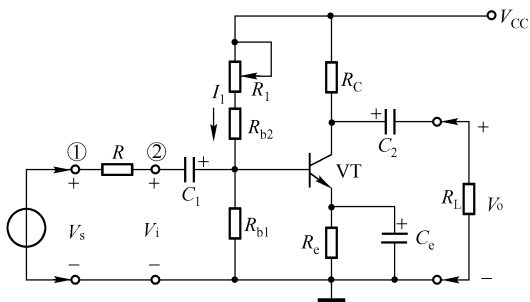 V_CC
R_1
R_C
I_1
R_b2
+
C_2
+
① R ② + C_1
VT
+ +
R_L V_o
V_s V_i R_b1 R_e + C_e
− − −